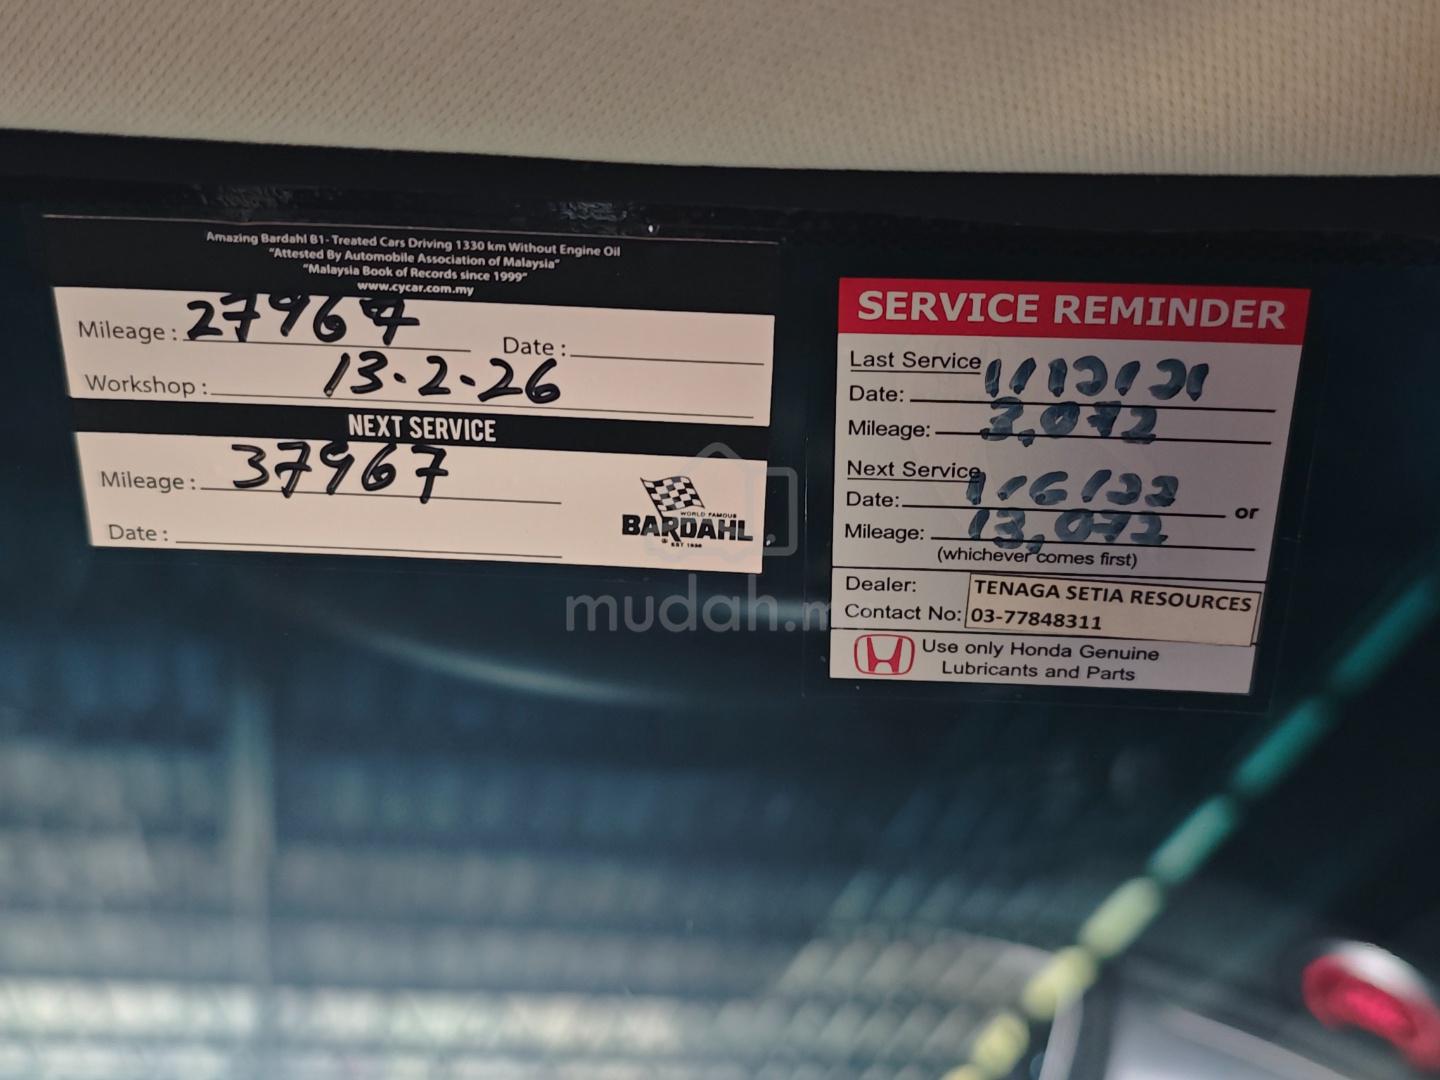 Amazing Bardahl B1- Treated Cars Driving 1330 km Without Engine Oil
"Attested By Automobile Association of Malaysia"
"Malaysia Book of Records since 1999"
www.cycar.com.my
Mileage : 27967 Date :
Workshop : 13.2.26
NEXT SERVICE
Mileage : 37967
Date :
WORLD FAMOUS
BARDAHL
EST 1939
SERVICE REMINDER
Last Service
Date: 1/12/21
Mileage: 3,072
Next Service
Date: 1/6/22 or
Mileage: 13,072
(whichever comes first)
Dealer: TENAGA SETIA RESOURCES
Contact No: 03-77848311
Use only Honda Genuine
Lubricants and Parts
mudah.m